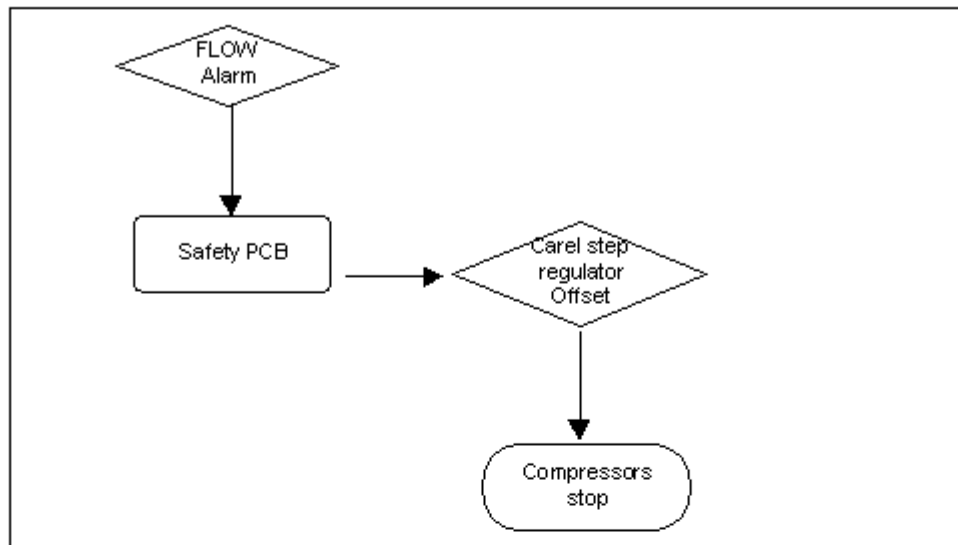 FLOW
Alarm
Safety PCB
Carel step
regulator
Offset
Compressors
stop